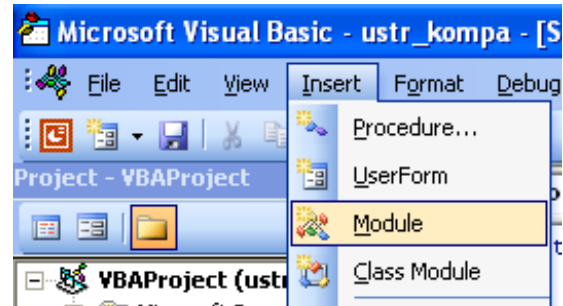 Microsoft Visual Basic - ustr_kompa - [S
File Edit View Insert Format Debug
Procedure...
Project - VBAProject
UserForm
Module
Class Module
VBAProject (ustr